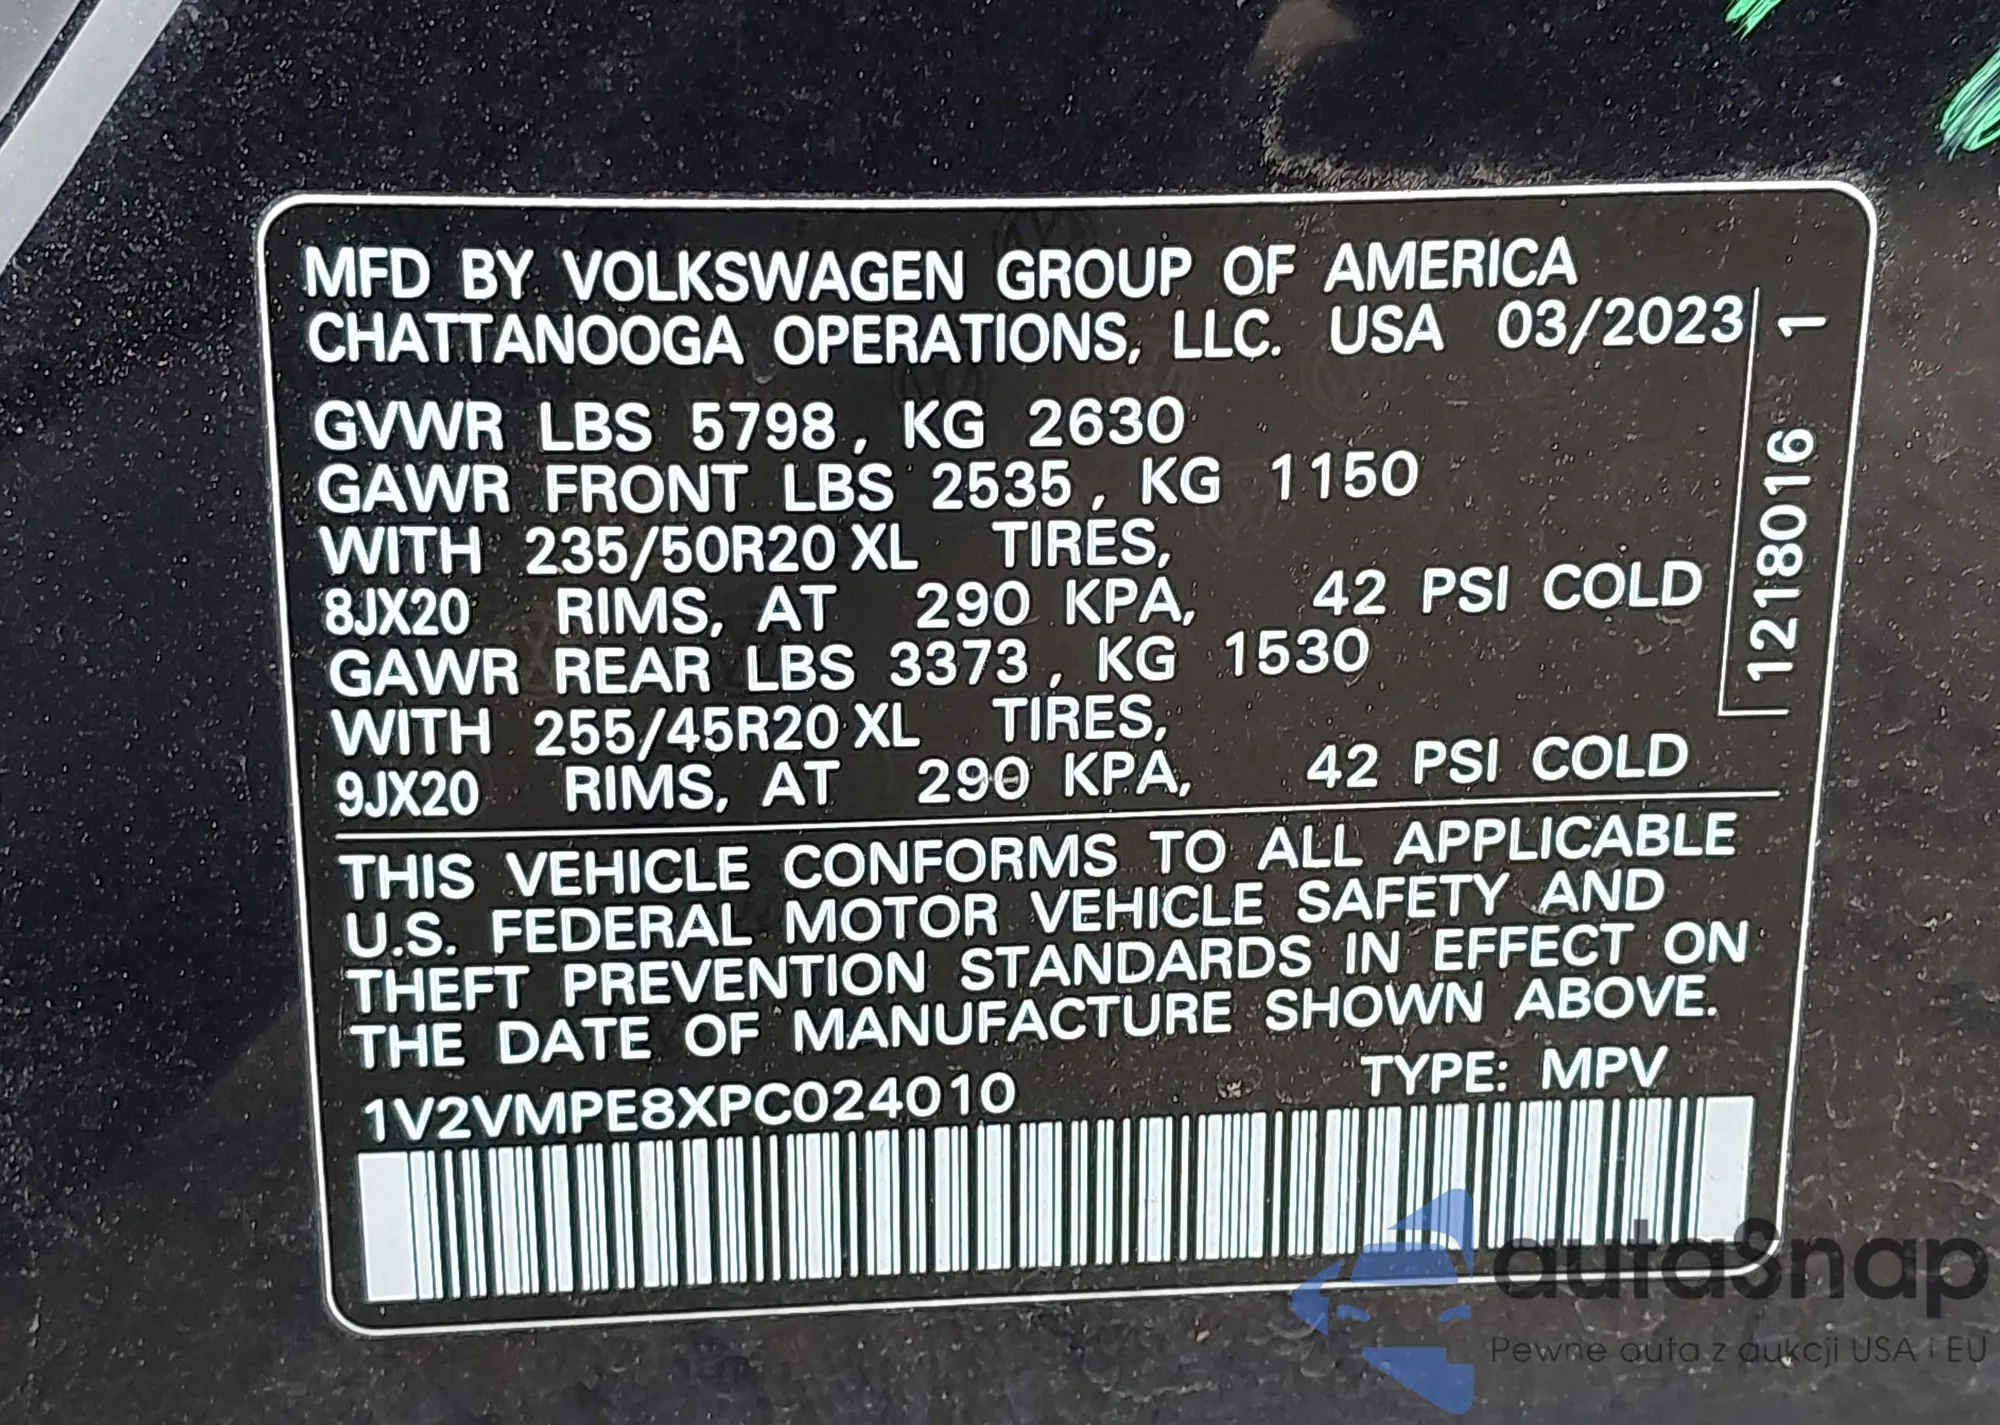 MFD BY VOLKSWAGEN GROUP OF AMERICA
CHATTANOOGA OPERATIONS, LLC. USA 03/2023
GVWR LBS 5798, KG 2630
GAWR FRONT LBS 2535, KG 1150
WITH 235/50R20 XL TIRES,
8JX20 RIMS, AT 290 KPA, 42 PSI COLD
GAWR REAR LBS 3373, KG 1530
WITH 255/45R20 XL TIRES,
9JX20 RIMS, AT 290 KPA, 42 PSI COLD
1218016 1
THIS VEHICLE CONFORMS TO ALL APPLICABLE
U.S. FEDERAL MOTOR VEHICLE SAFETY AND
THEFT PREVENTION STANDARDS IN EFFECT ON
THE DATE OF MANUFACTURE SHOWN ABOVE.
TYPE: MPV
1V2VMPE8XPC024010
autaSnap
Pewne auta z aukcji USA i EU